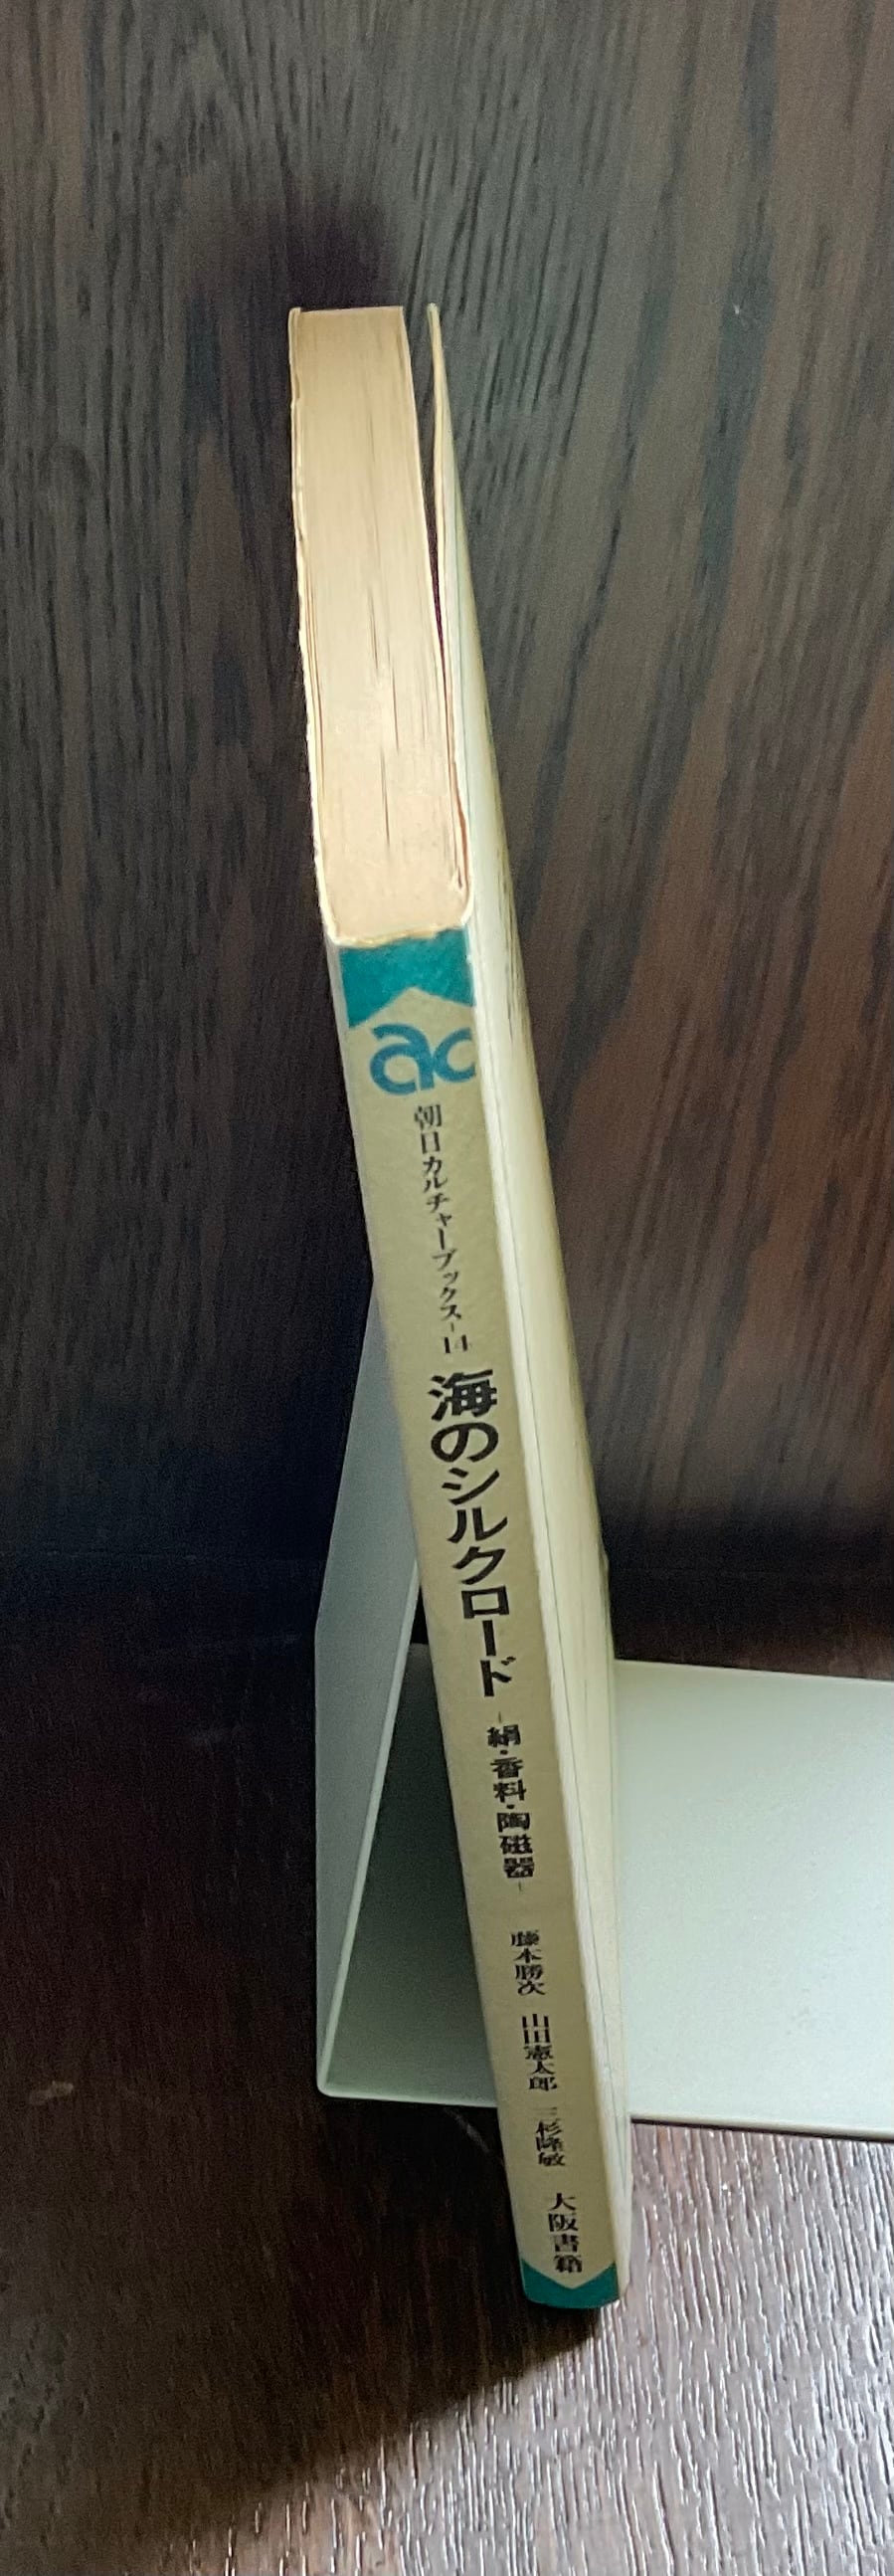 ac
朝日カルチャーブックス-14
海のシルクロード
-絹・香料・陶磁器-
藤本勝次 山田憲太郎 三杉隆敏
大阪書籍